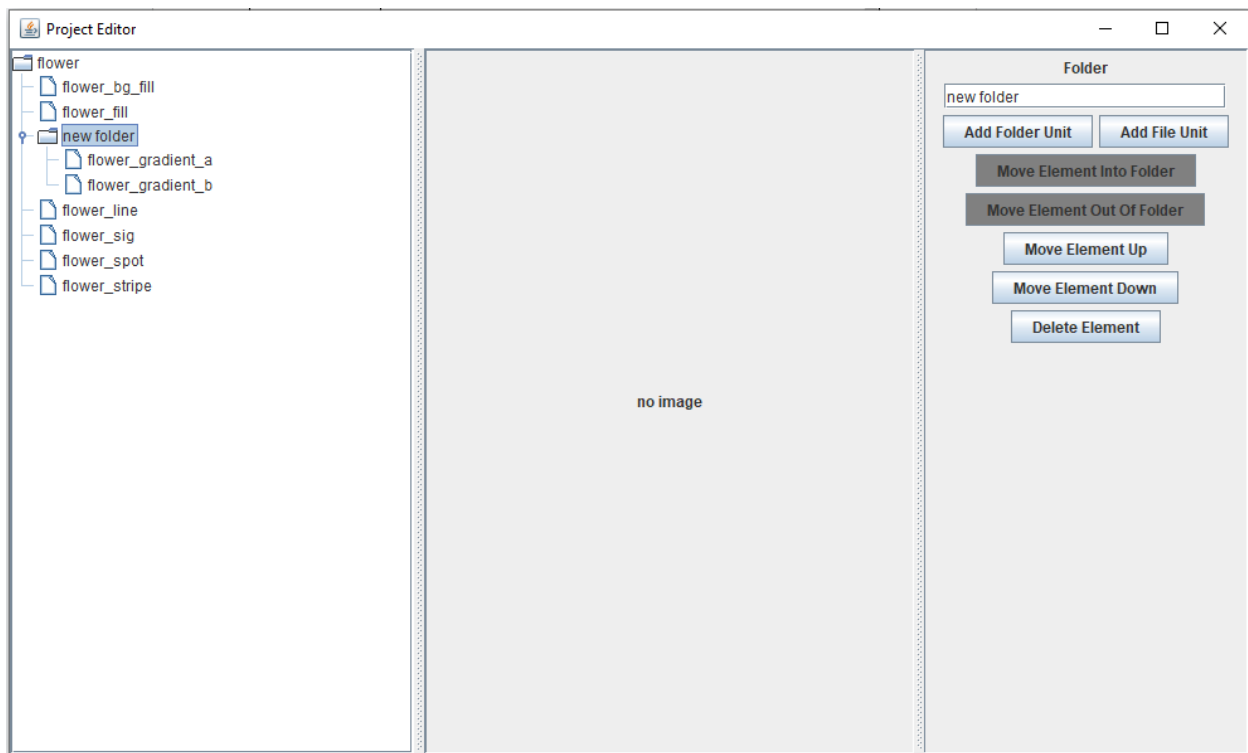 Project Editor
flower
flower_bg_fill
flower_fill
new folder
flower_gradient_a
flower_gradient_b
flower_line
flower_sig
flower_spot
flower_stripe
no image
Folder
new folder
Add Folder Unit Add File Unit
Move Element Into Folder
Move Element Out Of Folder
Move Element Up
Move Element Down
Delete Element